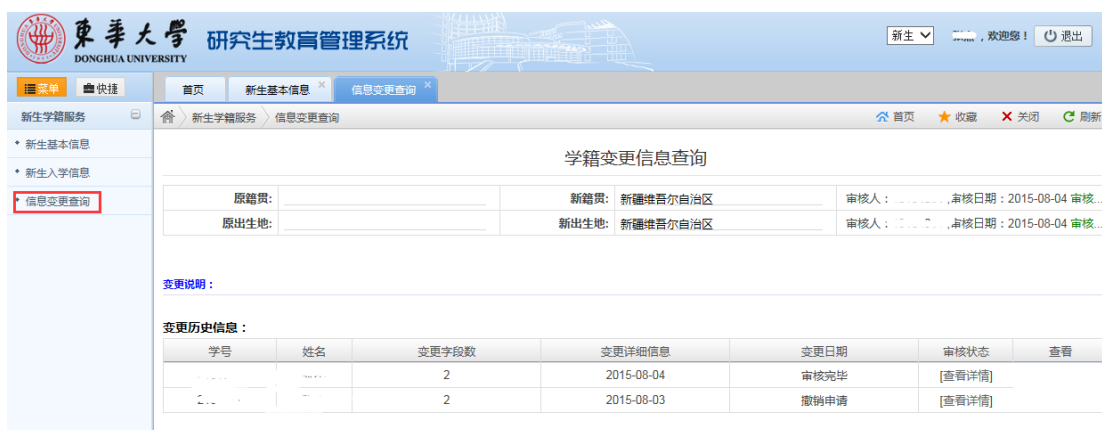 東華大學
DONGHUA UNIVERSITY
研究生教育管理系统
新生
，欢迎您！
退出
菜单 快捷
首页 新生基本信息 信息变更查询
新生学籍服务
新生学籍服务 信息变更查询
首页 收藏 关闭 刷新
新生基本信息
新生入学信息
信息变更查询
学籍变更信息查询
原籍贯: 新籍贯: 新疆维吾尔自治区 审核人： ,审核日期：2015-08-04 审核...
原出生地: 新出生地: 新疆维吾尔自治区 审核人： ,审核日期：2015-08-04 审核...
变更说明：
变更历史信息：
学号 姓名 变更字段数 变更详细信息 变更日期 审核状态 查看
2 2015-08-04 审核完毕 [查看详情]
2 2015-08-03 撤销申请 [查看详情]